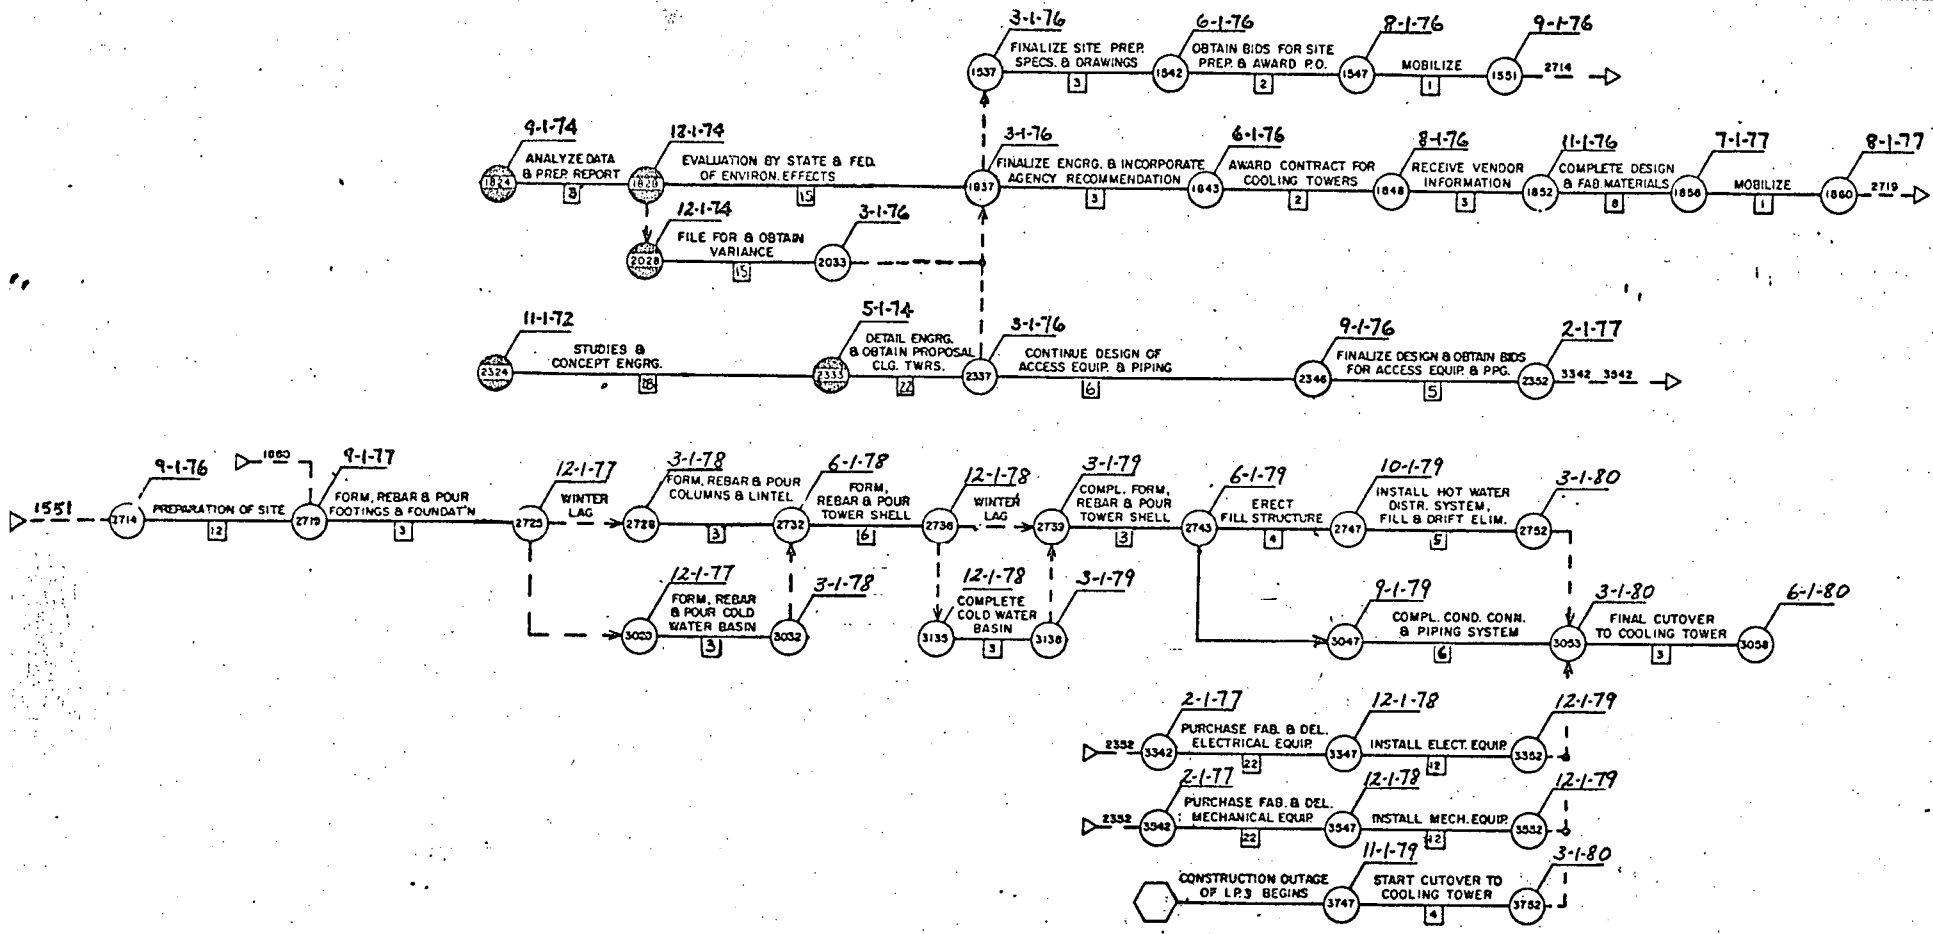 3-1-76
6-1-76
8-1-76
9-1-76
FINALIZE SITE PREP.
SPECS. & DRAWINGS
OBTAIN BIDS FOR SITE
PREP. & AWARD P.O.
MOBILIZE
1537
3
1542
2
1547
1
1551
2714
9-1-74
12-1-74
3-1-76
6-1-76
8-1-76
11-1-76
7-1-77
8-1-77
ANALYZE DATA
& PREP. REPORT
EVALUATION BY STATE & FED.
OF ENVIRON. EFFECTS
FINALIZE ENGRG. & INCORPORATE
AGENCY RECOMMENDATION
AWARD CONTRACT FOR
COOLING TOWERS
RECEIVE VENDOR
INFORMATION
COMPLETE DESIGN
& FAB. MATERIALS
MOBILIZE
1824
1828
15
1837
3
1843
2
1848
3
1852
8
1856
1
1860
2719
12-1-74
3-1-76
FILE FOR & OBTAIN
VARIANCE
2028
15
2033
11-1-72
5-1-74
3-1-76
9-1-76
2-1-77
STUDIES &
CONCEPT ENGRG.
DETAIL ENGRG.
& OBTAIN PROPOSAL
CLG. TWRS.
CONTINUE DESIGN OF
ACCESS EQUIP. & PIPING
FINALIZE DESIGN & OBTAIN BIDS
FOR ACCESS EQUIP. & PPG.
2324
18
2333
22
2337
6
2346
5
2352
3342 3542
9-1-76
1860
9-1-77
12-1-77
3-1-78
6-1-78
12-1-78
3-1-79
6-1-79
10-1-79
3-1-80
PREPARATION OF SITE
FORM, REBAR & POUR
FOOTINGS & FOUNDAT'N
WINTER
LAG
FORM, REBAR & POUR
COLUMNS & LINTEL
FORM,
REBAR & POUR
TOWER SHELL
WINTER
LAG
COMPL. FORM,
REBAR & POUR
TOWER SHELL
ERECT
FILL STRUCTURE
INSTALL HOT WATER
DISTR. SYSTEM,
FILL & DRIFT ELIM.
1551
2714
12
2719
3
2725
2728
3
2732
6
2738
2739
3
2743
4
2747
5
2752
12-1-77
3-1-78
12-1-78
3-1-79
9-1-79
3-1-80
6-1-80
FORM, REBAR
& POUR COLD
WATER BASIN
COMPLETE
COLD WATER
BASIN
COMPL. COND. CONN.
& PIPING SYSTEM
FINAL CUTOVER
TO COOLING TOWER
3
3032
3135
3
3138
3047
6
3053
3
3058
2-1-77
12-1-78
12-1-79
PURCHASE FAB. & DEL.
ELECTRICAL EQUIP.
INSTALL ELECT. EQUIP.
2352
3342
22
3347
12
3352
2-1-77
12-1-78
12-1-79
PURCHASE FAB. & DEL.
MECHANICAL EQUIP.
INSTALL MECH. EQUIP.
2352
3542
22
3547
12
3552
11-1-79
3-1-80
CONSTRUCTION OUTAGE
OF I.P.3 BEGINS
START CUTOVER TO
COOLING TOWER
3747
4
3752